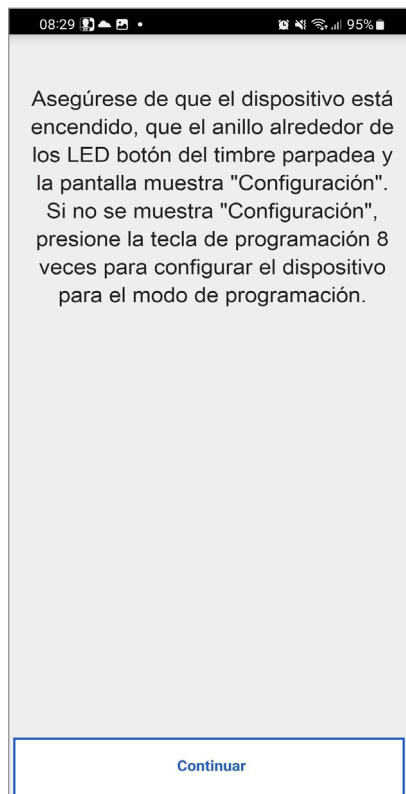 08:29 95%
Asegúrese de que el dispositivo está
encendido, que el anillo alrededor de
los LED botón del timbre parpadea y
la pantalla muestra "Configuración".
Si no se muestra "Configuración",
presione la tecla de programación 8
veces para configurar el dispositivo
para el modo de programación.
Continuar